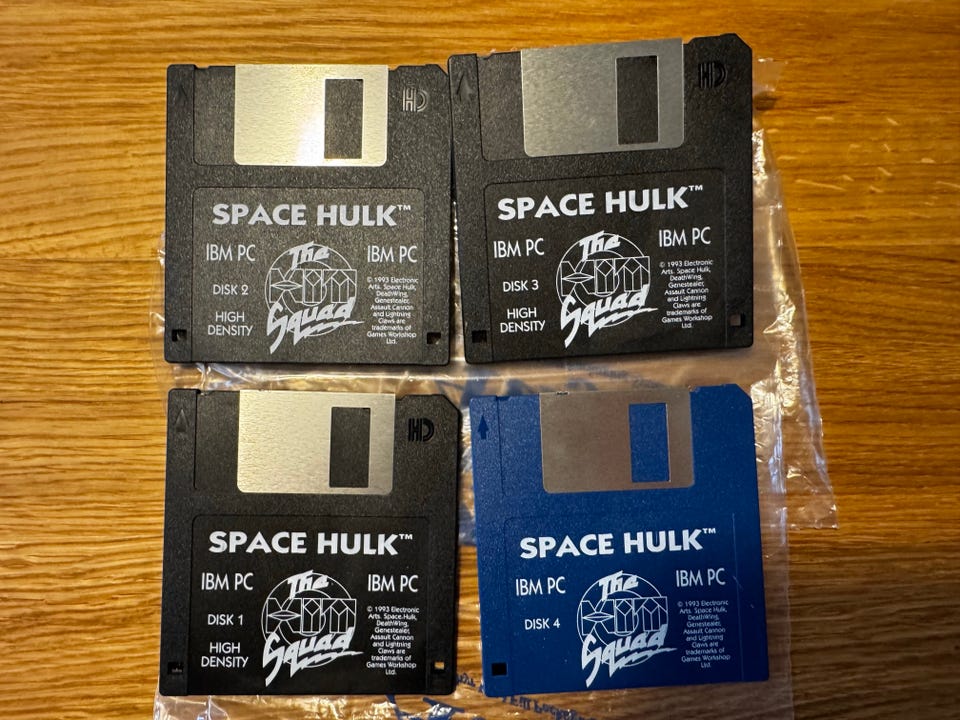 HD
SPACE HULK™
IBM PC
The
Squad
IBM PC
DISK 2
HIGH
DENSITY
© 1993 Electronic
Arts. Space Hulk,
DeathWing,
Genestealer,
Assault Cannon
and Lightning
Claws are
trademarks of
Games Workshop
Ltd.
HD
SPACE HULK™
IBM PC
The
Squad
IBM PC
DISK 3
HIGH
DENSITY
© 1993 Electronic
Arts. Space Hulk,
DeathWing,
Genestealer,
Assault Cannon
and Lightning
Claws are
trademarks of
Games Workshop
Ltd.
HD
SPACE HULK™
IBM PC
The
Squad
IBM PC
DISK 1
HIGH
DENSITY
© 1993 Electronic
Arts. Space Hulk,
DeathWing,
Genestealer,
Assault Cannon
and Lightning
Claws are
trademarks of
Games Workshop
Ltd.
SPACE HULK™
IBM PC
The
Squad
IBM PC
DISK 4
© 1993 Electronic
Arts. Space Hulk,
DeathWing,
Genestealer,
Assault Cannon
and Lightning
Claws are
trademarks of
Games Workshop
Ltd.